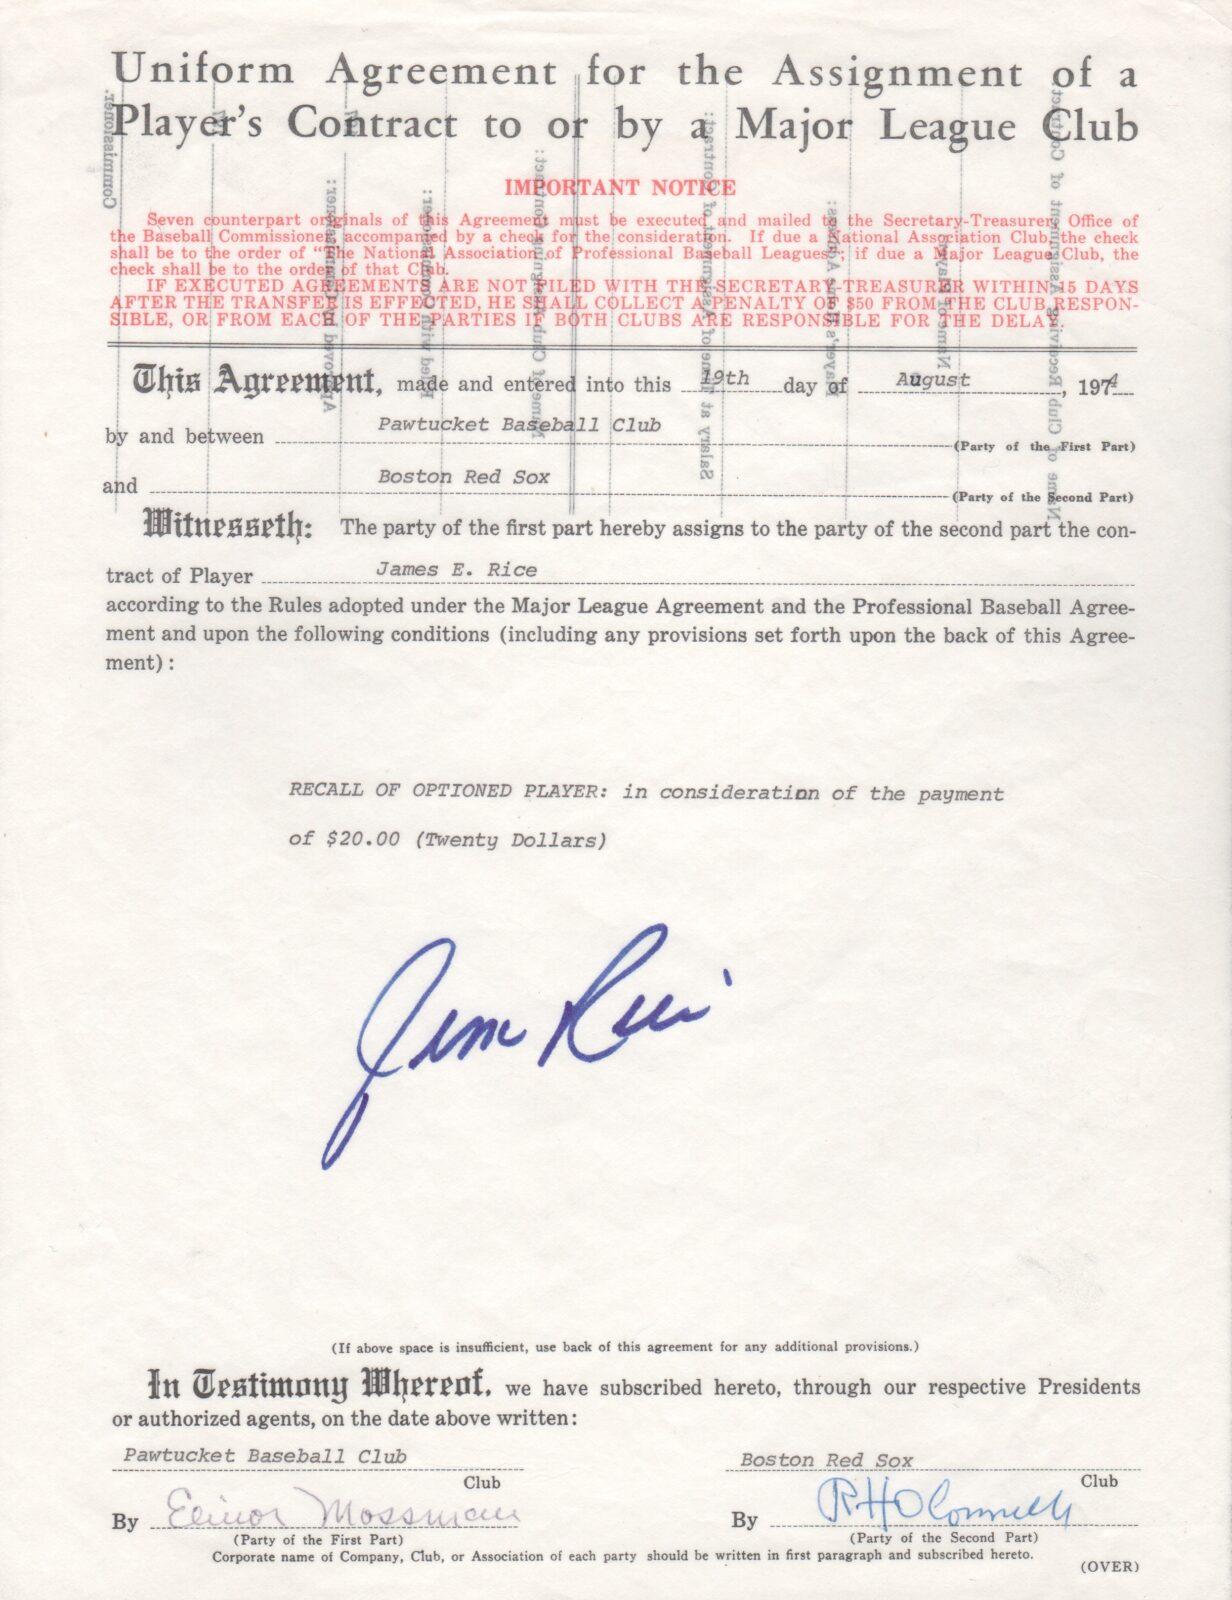 Uniform Agreement for the Assignment of a
Player's Contract to or by a Major League Club
IMPORTANT NOTICE
Seven counterpart originals of this Agreement must be executed and mailed to the Secretary-Treasurer, Office of
the Baseball Commissioner, accompanied by a check for the consideration. If due a National Association Club, the check
shall be to the order of "The National Association of Professional Baseball Leagues"; if due a Major League Club, the
check shall be to the order of that Club.
IF EXECUTED AGREEMENTS ARE NOT FILED WITH THE SECRETARY-TREASURER WITHIN 15 DAYS
AFTER THE TRANSFER IS EFFECTED, HE SHALL COLLECT A PENALTY OF $50 FROM THE CLUB RESPON-
SIBLE, OR FROM EACH OF THE PARTIES IF BOTH CLUBS ARE RESPONSIBLE FOR THE DELAY.
This Agreement, made and entered into this 19th day of August, 1974
by and between Pawtucket Baseball Club (Party of the First Part)
and Boston Red Sox (Party of the Second Part)
Witnesseth: The party of the first part hereby assigns to the party of the second part the con-
tract of Player James E. Rice
according to the Rules adopted under the Major League Agreement and the Professional Baseball Agree-
ment and upon the following conditions (including any provisions set forth upon the back of this Agree-
ment):
RECALL OF OPTIONED PLAYER: in consideration of the payment
of $20.00 (Twenty Dollars)
Jim Rice
(If above space is insufficient, use back of this agreement for any additional provisions.)
In Testimony Whereof, we have subscribed hereto, through our respective Presidents
or authorized agents, on the date above written:
Pawtucket Baseball Club Boston Red Sox
Club Club
By Elinor Mossman By R H O'Connell
(Party of the First Part) (Party of the Second Part)
Corporate name of Company, Club, or Association of each party should be written in first paragraph and subscribed hereto.
(OVER)